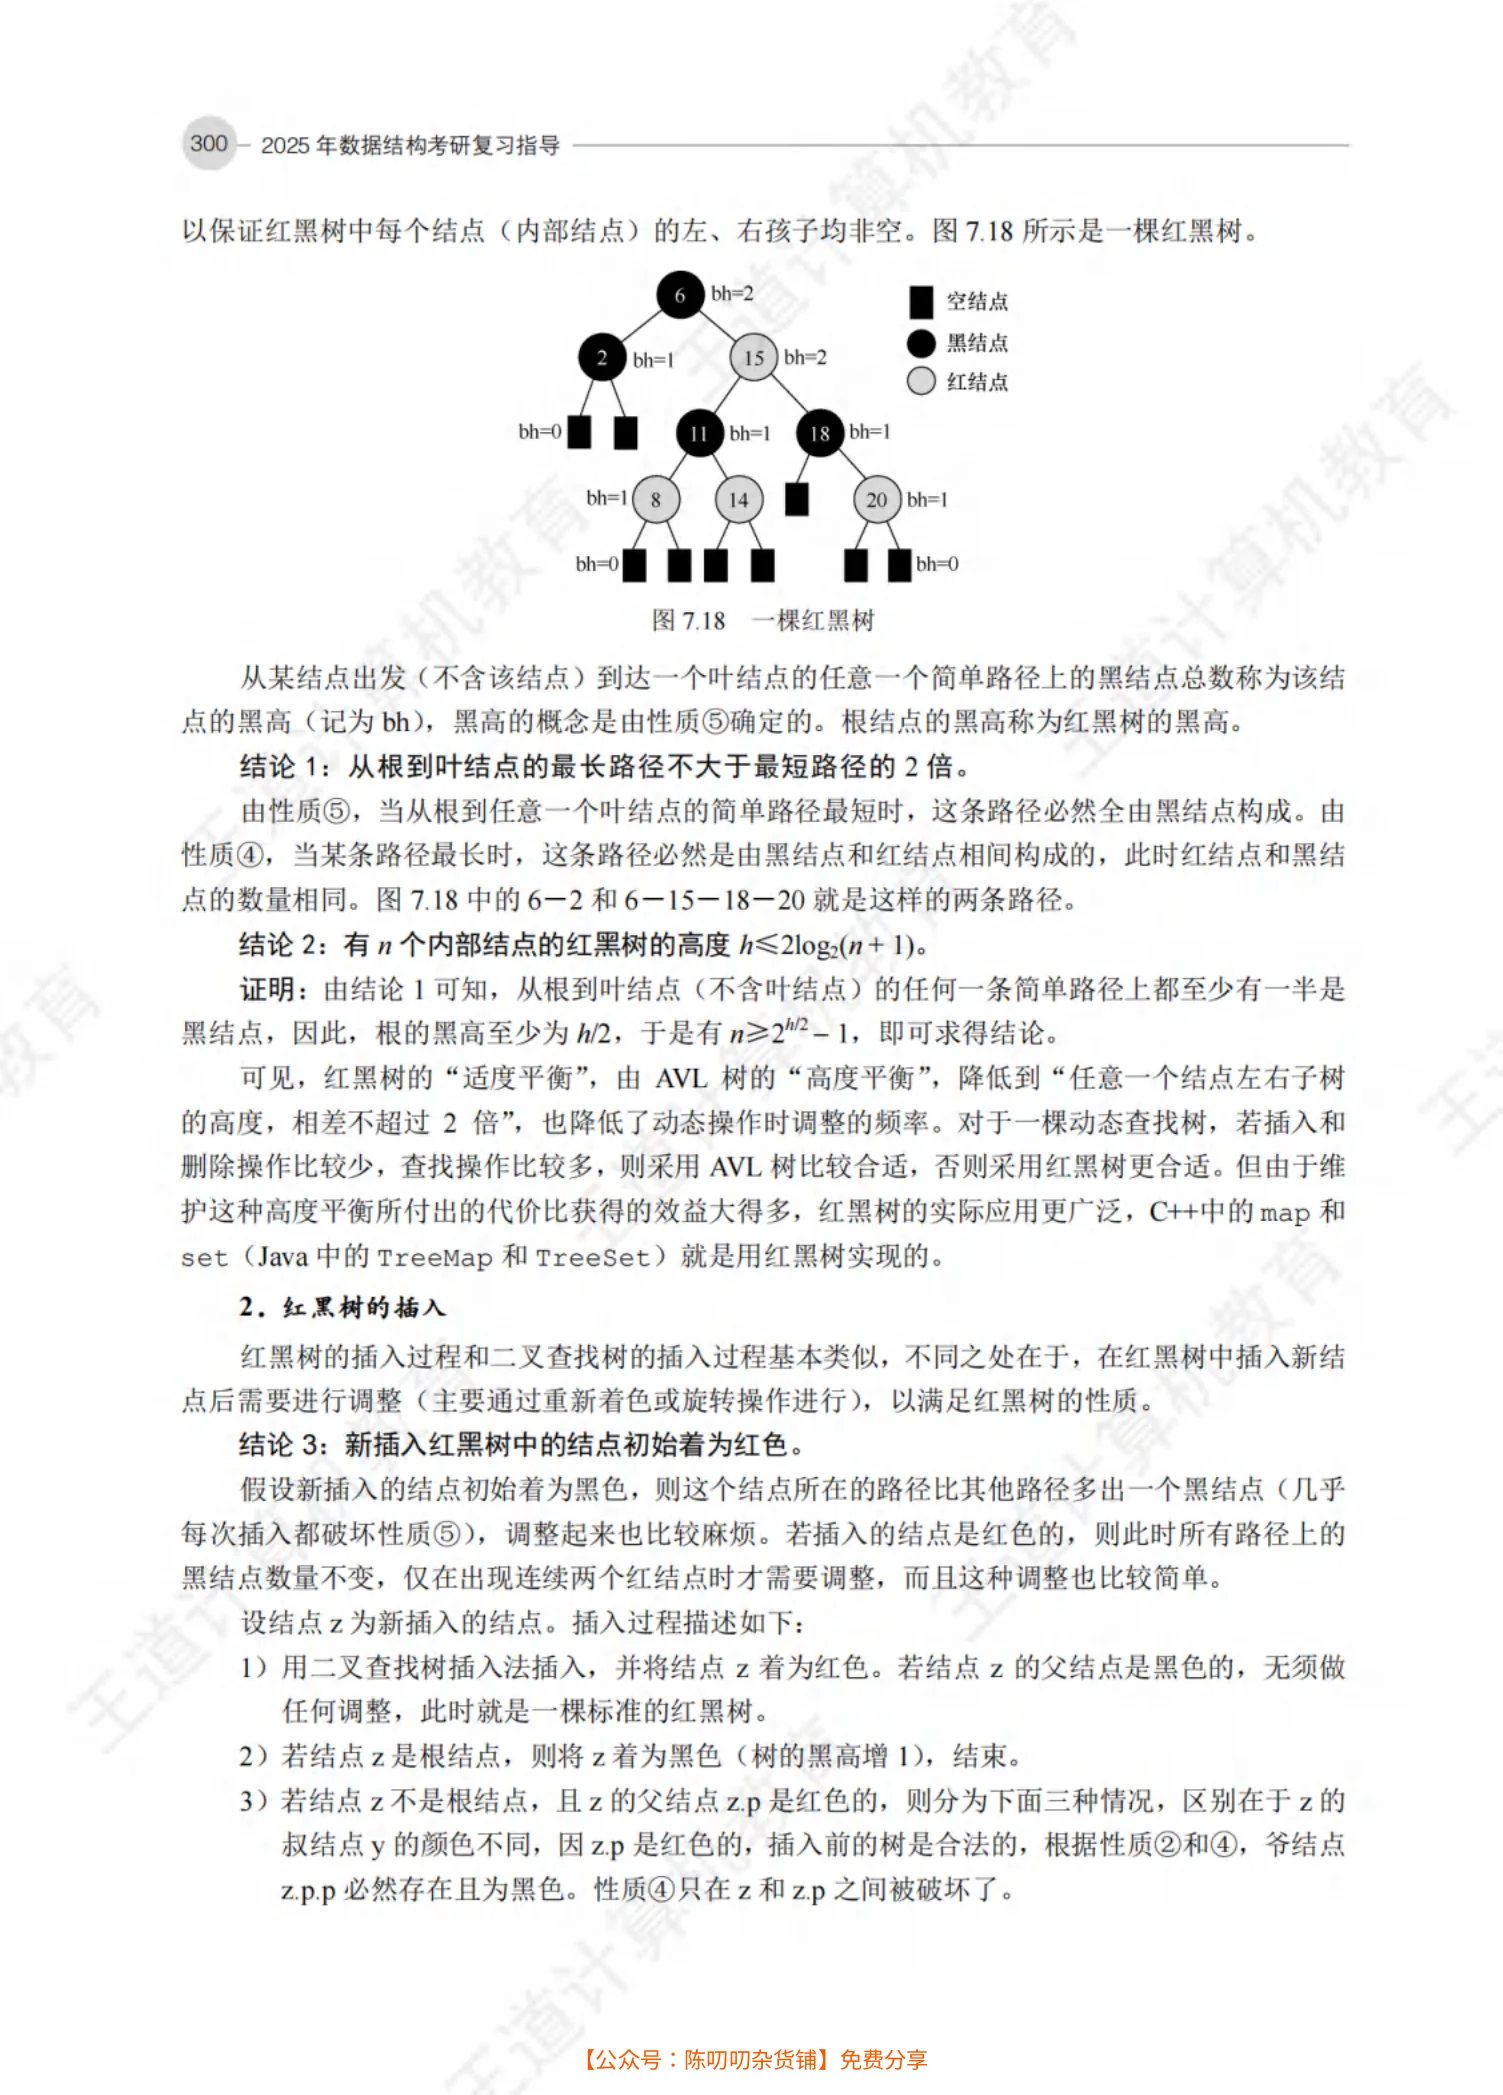 300 2025 年数据结构考研复习指导
以保证红黑树中每个结点（内部结点）的左、右孩子均非空。图 7.18 所示是一棵红黑树。
6 bh=2
空结点
2 bh=1 15 bh=2
黑结点
红结点
bh=0 11 bh=1 18 bh=1
bh=1 8 14 20 bh=1
bh=0 bh=0
图 7.18 一棵红黑树
从某结点出发（不含该结点）到达一个叶结点的任意一个简单路径上的黑结点总数称为该结
点的黑高（记为 bh），黑高的概念是由性质⑤确定的。根结点的黑高称为红黑树的黑高。
结论 1：从根到叶结点的最长路径不大于最短路径的 2 倍。
由性质⑤，当从根到任意一个叶结点的简单路径最短时，这条路径必然全由黑结点构成。由
性质④，当某条路径最长时，这条路径必然是由黑结点和红结点相间构成的，此时红结点和黑结
点的数量相同。图 7.18 中的 6－2 和 6－15－18－20 就是这样的两条路径。
结论 2：有 n 个内部结点的红黑树的高度 h≤2log₂(n + 1)。
证明：由结论 1 可知，从根到叶结点（不含叶结点）的任何一条简单路径上都至少有一半是
黑结点，因此，根的黑高至少为 h/2，于是有 n≥2^{h/2} – 1，即可求得结论。
可见，红黑树的“适度平衡”，由 AVL 树的“高度平衡”，降低到“任意一个结点左右子树
的高度，相差不超过 2 倍”，也降低了动态操作时调整的频率。对于一棵动态查找树，若插入和
删除操作比较少，查找操作比较多，则采用 AVL 树比较合适，否则采用红黑树更合适。但由于维
护这种高度平衡所付出的代价比获得的效益大得多，红黑树的实际应用更广泛，C++中的 map 和
set（Java 中的 TreeMap 和 TreeSet）就是用红黑树实现的。
2．红黑树的插入
红黑树的插入过程和二叉查找树的插入过程基本类似，不同之处在于，在红黑树中插入新结
点后需要进行调整（主要通过重新着色或旋转操作进行），以满足红黑树的性质。
结论 3：新插入红黑树中的结点初始着为红色。
假设新插入的结点初始着为黑色，则这个结点所在的路径比其他路径多出一个黑结点（几乎
每次插入都破坏性质⑤），调整起来也比较麻烦。若插入的结点是红色的，则此时所有路径上的
黑结点数量不变，仅在出现连续两个红结点时才需要调整，而且这种调整也比较简单。
设结点 z 为新插入的结点。插入过程描述如下：
1）用二叉查找树插入法插入，并将结点 z 着为红色。若结点 z 的父结点是黑色的，无须做
任何调整，此时就是一棵标准的红黑树。
2）若结点 z 是根结点，则将 z 着为黑色（树的黑高增 1），结束。
3）若结点 z 不是根结点，且 z 的父结点 z.p 是红色的，则分为下面三种情况，区别在于 z 的
叔结点 y 的颜色不同，因 z.p 是红色的，插入前的树是合法的，根据性质②和④，爷结点
z.p.p 必然存在且为黑色。性质④只在 z 和 z.p 之间被破坏了。
【公众号：陈叨叨杂货铺】免费分享
王道计算机教育